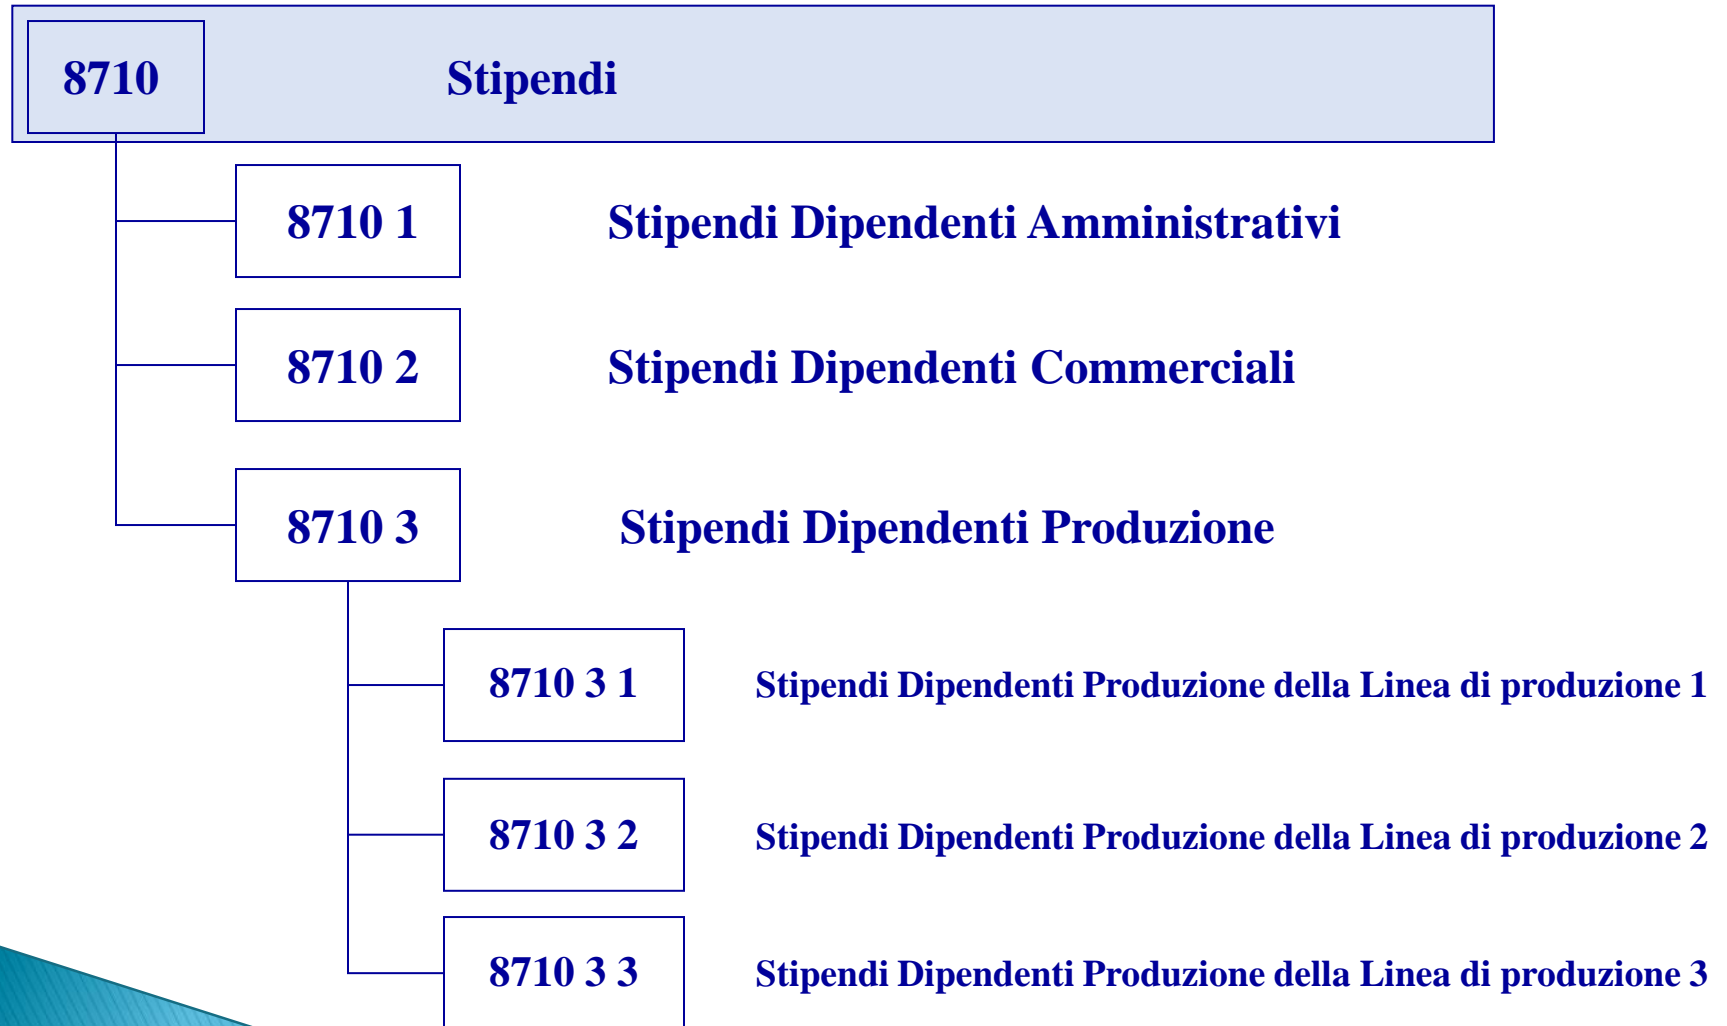 8710 Stipendi
8710 1 Stipendi Dipendenti Amministrativi
8710 2 Stipendi Dipendenti Commerciali
8710 3 Stipendi Dipendenti Produzione
8710 3 1 Stipendi Dipendenti Produzione della Linea di produzione 1
8710 3 2 Stipendi Dipendenti Produzione della Linea di produzione 2
8710 3 3 Stipendi Dipendenti Produzione della Linea di produzione 3